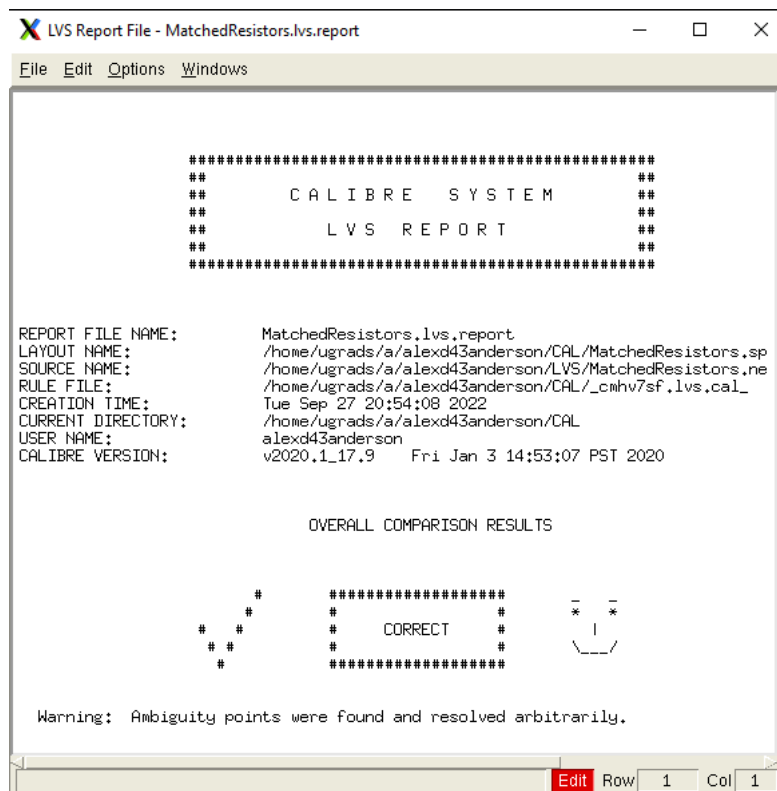 LVS Report File - MatchedResistors.lvs.report
File Edit Options Windows
##################################################
## ##
## C A L I B R E   S Y S T E M ##
## ##
## L V S   R E P O R T ##
## ##
##################################################
REPORT FILE NAME: MatchedResistors.lvs.report
LAYOUT NAME: /home/ugrads/a/alexd43anderson/CAL/MatchedResistors.sp
SOURCE NAME: /home/ugrads/a/alexd43anderson/LVS/MatchedResistors.ne
RULE FILE: /home/ugrads/a/alexd43anderson/CAL/_cmhv7sf.lvs.cal_
CREATION TIME: Tue Sep 27 20:54:08 2022
CURRENT DIRECTORY: /home/ugrads/a/alexd43anderson/CAL
USER NAME: alexd43anderson
CALIBRE VERSION: v2020.1_17.9 Fri Jan 3 14:53:07 PST 2020
OVERALL COMPARISON RESULTS
# ################### _ _
# # # * *
# # # CORRECT # |
# # # # \___/
# ###################
Warning: Ambiguity points were found and resolved arbitrarily.
Edit Row 1 Col 1